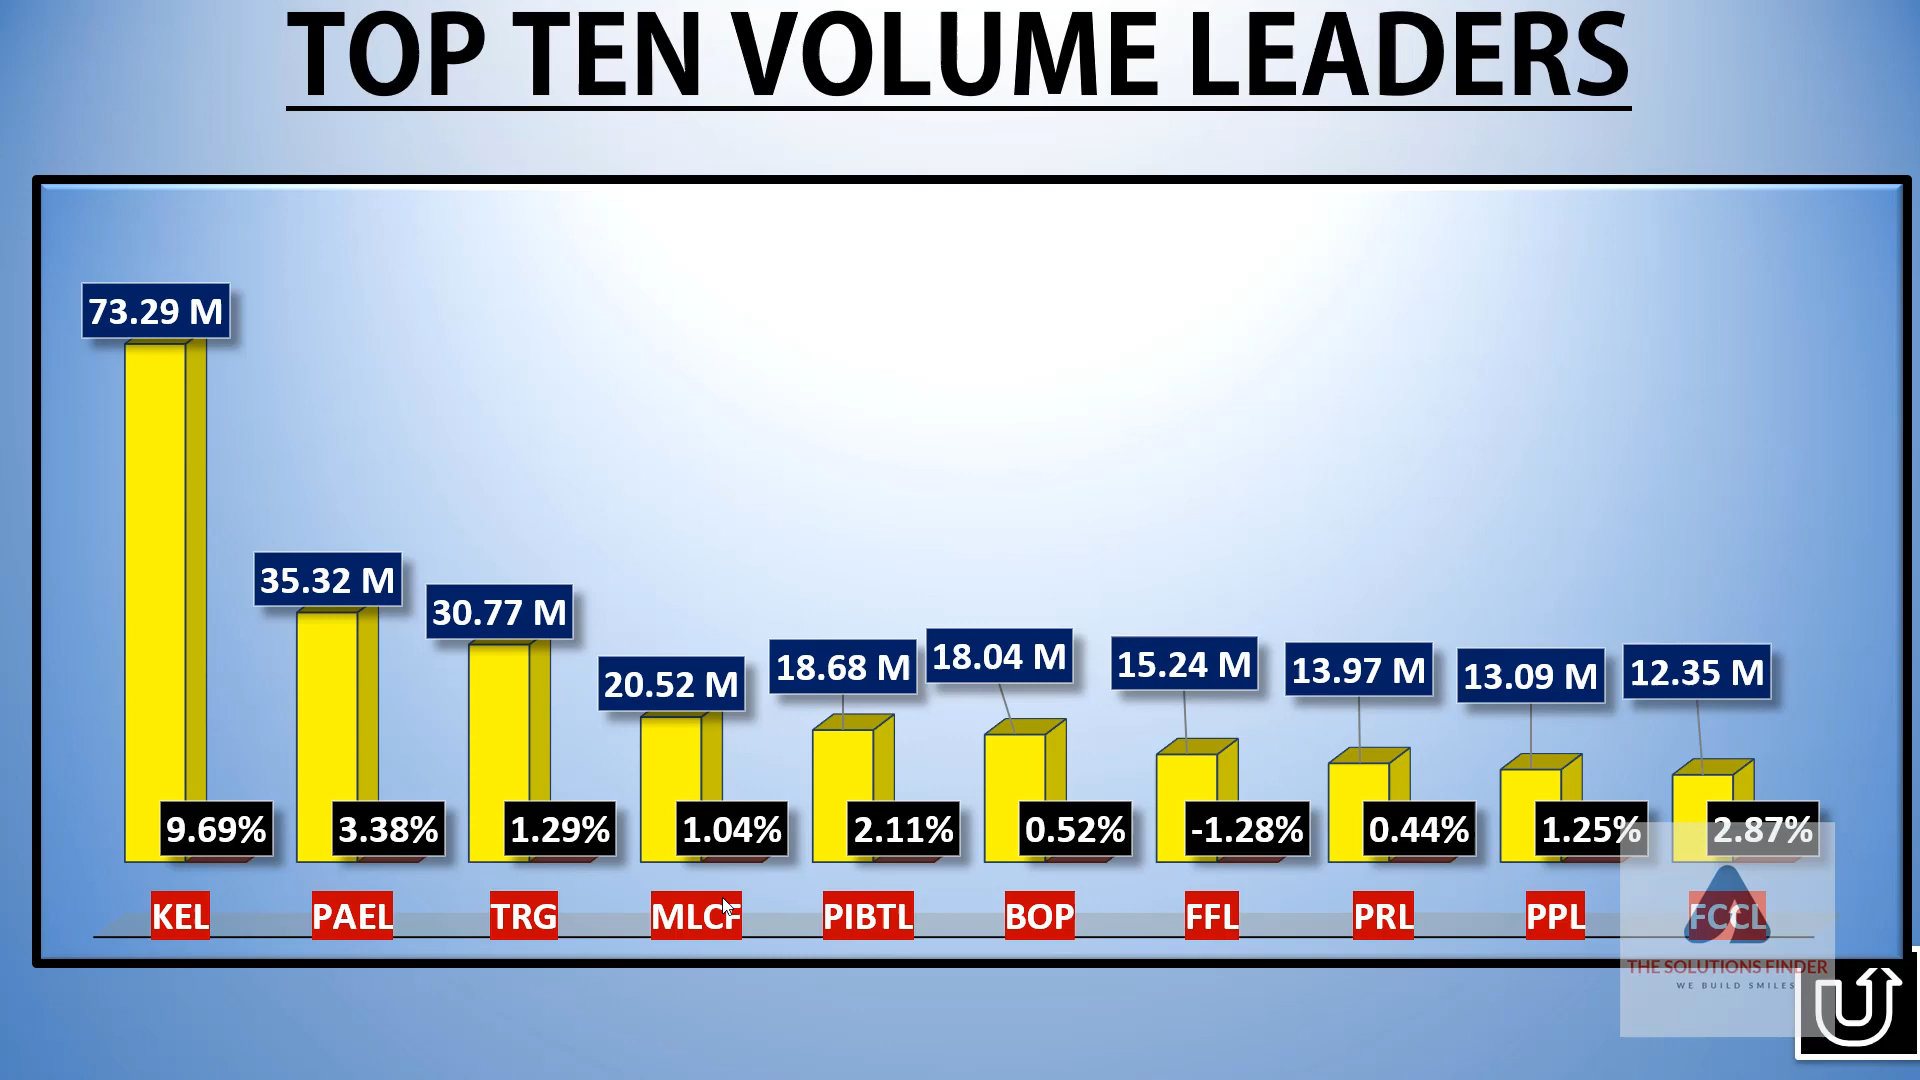 TOP TEN VOLUME LEADERS
73.29 M
35.32 M
30.77 M
20.52 M
18.68 M
18.04 M
15.24 M
13.97 M
13.09 M
12.35 M
9.69%
3.38%
1.29%
1.04%
2.11%
0.52%
-1.28%
0.44%
1.25%
2.87%
KEL
PAEL
TRG
MLCF
PIBTL
BOP
FFL
PRL
PPL
FCCL
THE SOLUTIONS FINDER
WE BUILD SMILES